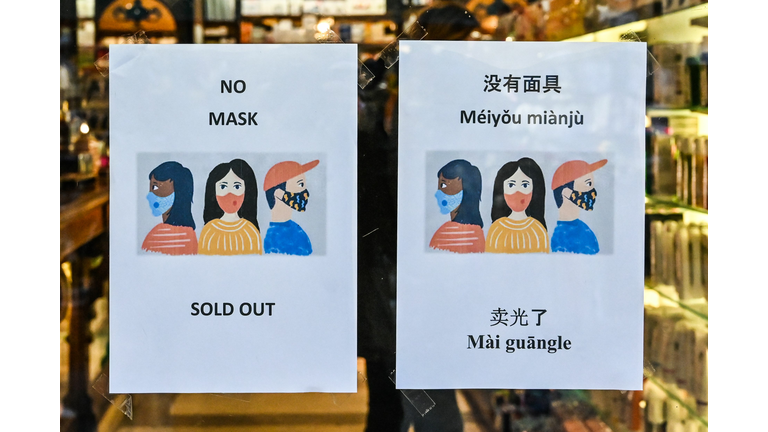 NO
MASK
SOLD OUT
没有面具
Méiyǒu miànjù
卖光了
Mài guāngle